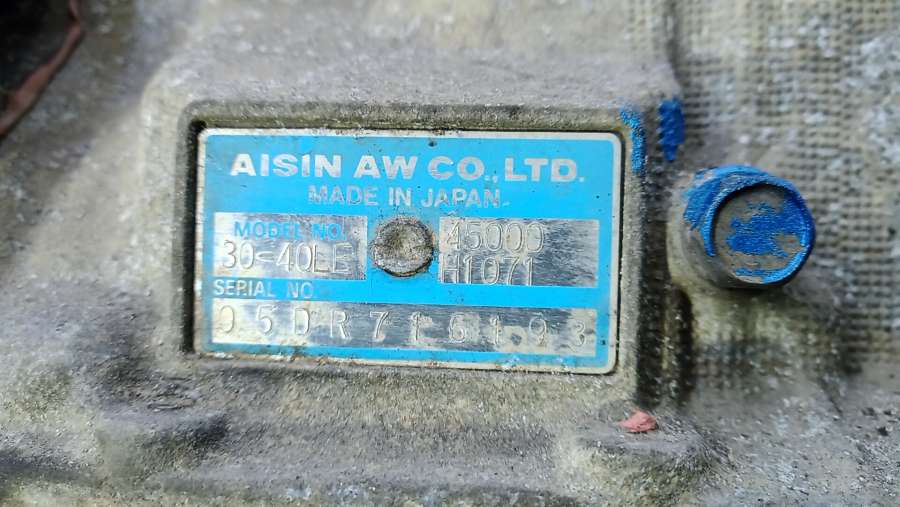 AISIN AW CO., LTD.
MADE IN JAPAN
MODEL NO.
30-40LE
45000
H1071
SERIAL NO.
05DR716193